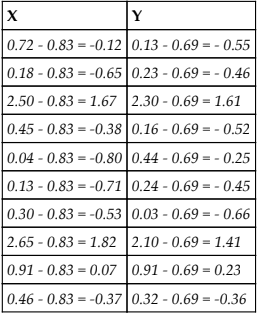 X Y
0.72 - 0.83 = -0.12 0.13 - 0.69 = - 0.55
0.18 - 0.83 = -0.65 0.23 - 0.69 = - 0.46
2.50 - 0.83 = 1.67 2.30 - 0.69 = 1.61
0.45 - 0.83 = -0.38 0.16 - 0.69 = - 0.52
0.04 - 0.83 = -0.80 0.44 - 0.69 = - 0.25
0.13 - 0.83 = -0.71 0.24 - 0.69 = - 0.45
0.30 - 0.83 = -0.53 0.03 - 0.69 = - 0.66
2.65 - 0.83 = 1.82 2.10 - 0.69 = 1.41
0.91 - 0.83 = 0.07 0.91 - 0.69 = 0.23
0.46 - 0.83 = -0.37 0.32 - 0.69 = -0.36